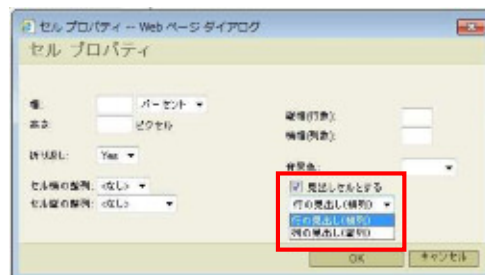 セル プロパティ -- Web ページ ダイアログ
セル プロパティ
幅:
パーセント
高さ:
ピクセル
縦幅(行数):
横幅(列数):
折り返し:
Yes
背景色:
セル横の整列: <なし>
セル縦の整列: <なし>
見出しセルとする
行の見出し(横列)
行の見出し(横列)
列の見出し(縦列)
OK
キャンセル